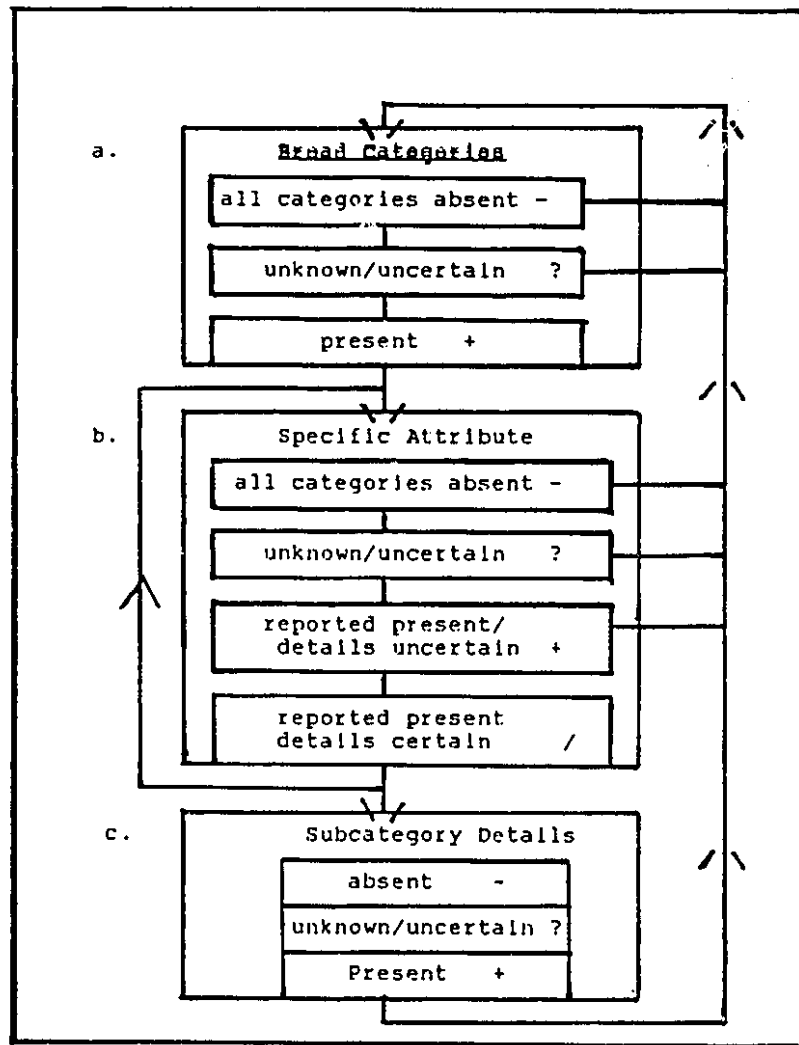 a.
Broad Categories
all categories absent -
unknown/uncertain ?
present +
b.
Specific Attribute
all categories absent -
unknown/uncertain ?
reported present/
details uncertain +
reported present
details certain /
c.
Subcategory Details
absent -
unknown/uncertain ?
Present +